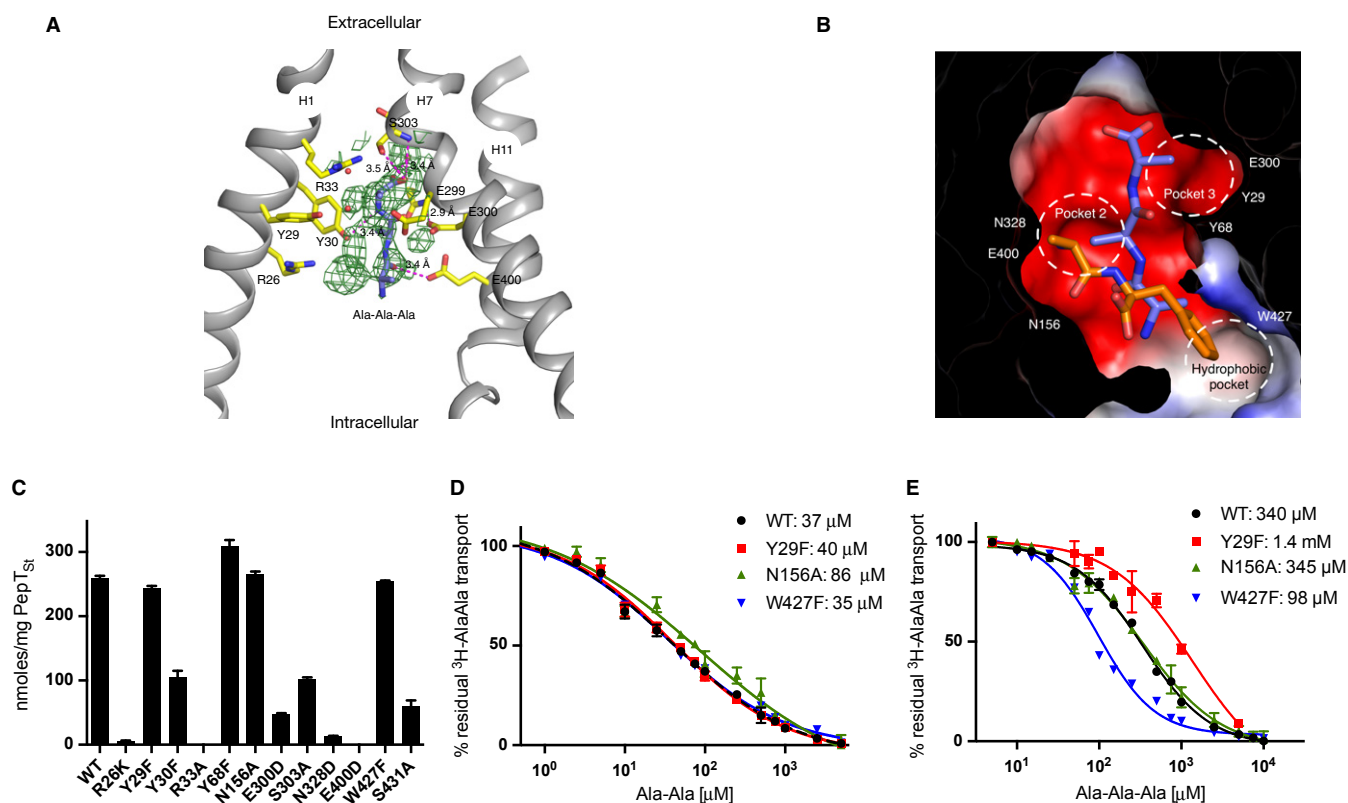 A
Extracellular
H1
H7
S303
H11
3.5 Å
3.4 Å
R33
E299
2.9 Å
E300
Y29
Y30
3.4 Å
R26
3.4 Å
E400
Ala-Ala-Ala
Intracellular
B
E300
Pocket 3
Y29
N328
Pocket 2
Y68
E400
N156
W427
Hydrophobic
pocket
C
nmoles/mg PepTSt
300
200
100
0
WT
R26K
Y29F
Y30F
R33A
Y68F
N156A
E300D
S303A
N328D
E400D
W427F
S431A
D
% residual ³H-AlaAla transport
100
50
0
10⁰
10¹
10²
10³
Ala-Ala [µM]
WT: 37 µM
Y29F: 40 µM
N156A: 86 µM
W427F: 35 µM
E
% residual ³H-AlaAla transport
100
50
0
10¹
10²
10³
10⁴
Ala-Ala-Ala [µM]
WT: 340 µM
Y29F: 1.4 mM
N156A: 345 µM
W427F: 98 µM